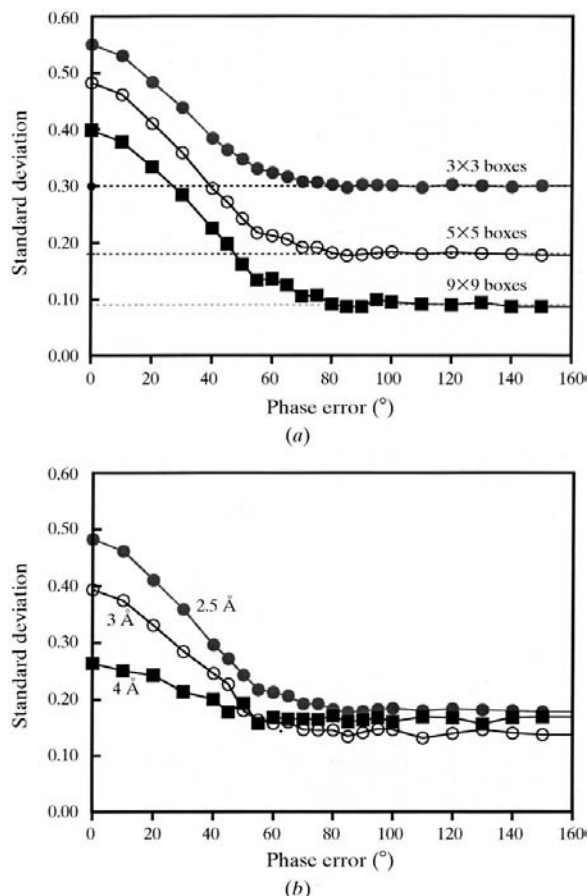 0.60
0.40
0.30
0.20
0.10
0.00
Standard deviation
3×3 boxes
5×5 boxes
9×9 boxes
0 20 40 60 80 100 120 140 160
Phase error (°)
(a)
0.60
0.50
0.40
0.30
0.20
0.10
0.00
Standard deviation
2.5 Å
3 Å
4 Å
0 20 40 60 80 100 120 140 160
Phase error (°)
(b)